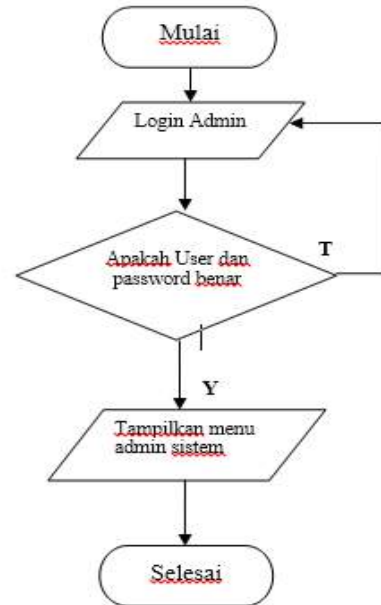 Mulai
Login Admin
Apakah User dan
password benar
T
Y
Tampilkan menu
admin sistem
Selesai